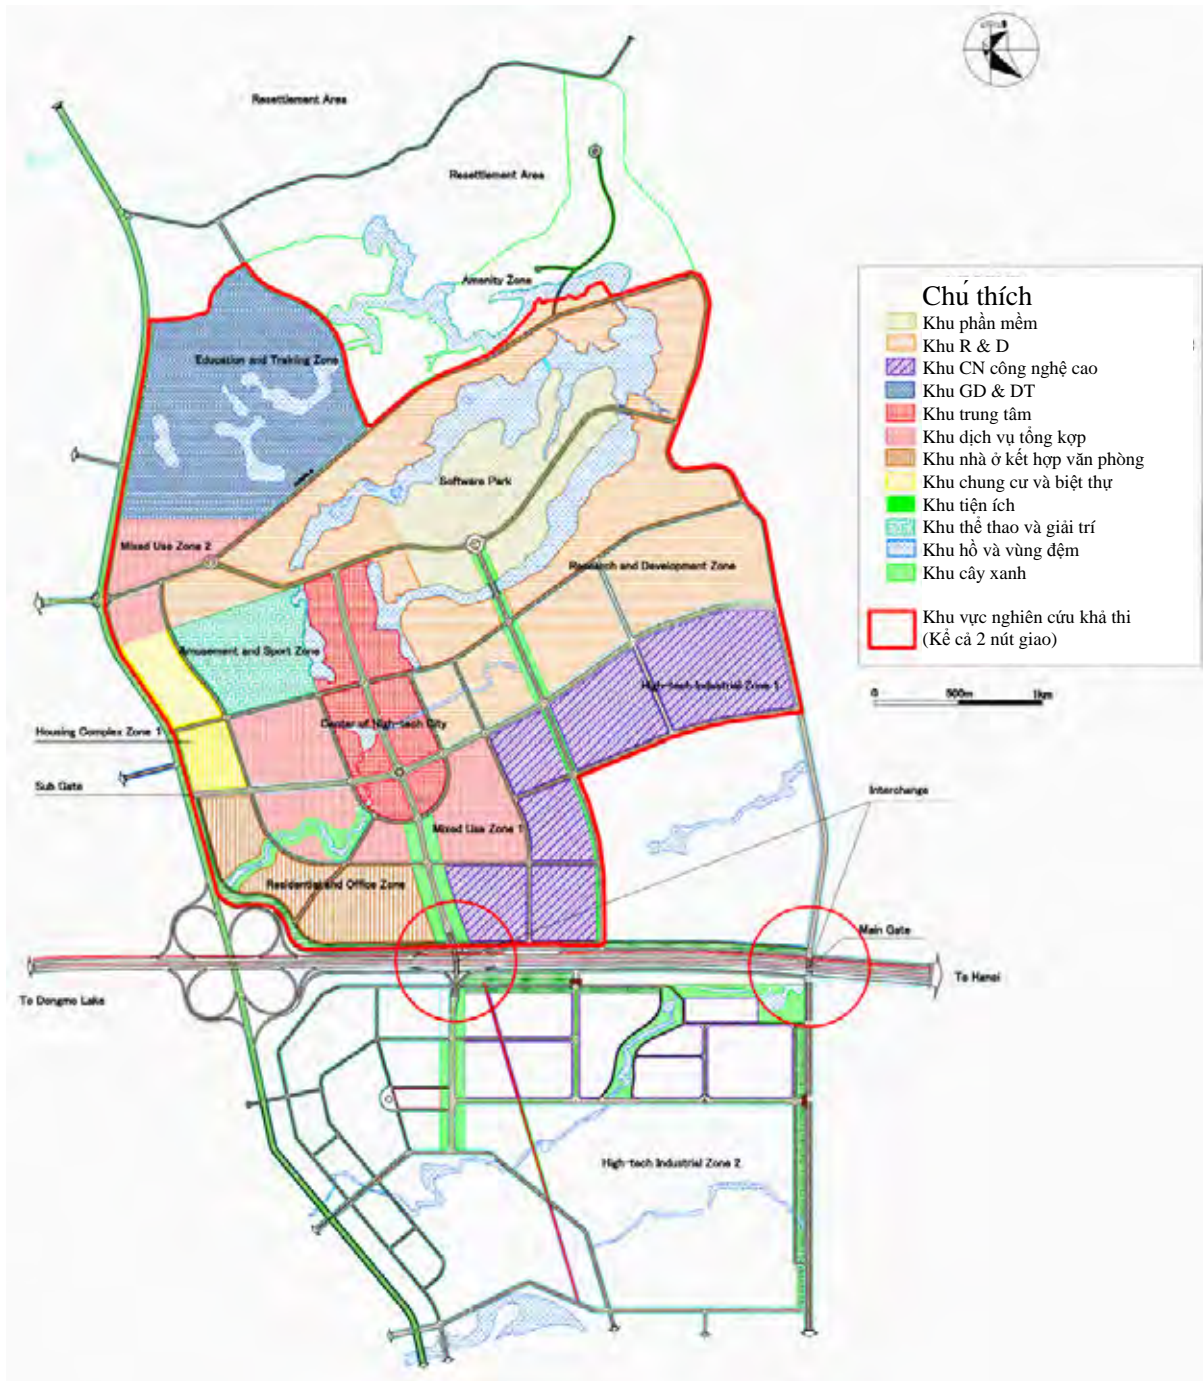 Resettlement Area
Resettlement Area
Amenity Zone
Education and Training Zone
Software Park
Mixed Use Zone 2
Research and Development Zone
Amusement and Sport Zone
High-tech Industrial Zone 1
Center of High-tech City
Housing Complex Zone 1
Sub Gate
Interchange
Mixed Use Zone 1
Residential and Office Zone
Main Gate
To Hanoi
To Dongmo Lake
High-tech Industrial Zone 2
Chú thích
Khu phần mềm
Khu R & D
Khu CN công nghệ cao
Khu GD & DT
Khu trung tâm
Khu dịch vụ tổng kợp
Khu nhà ở kết hợp văn phòng
Khu chung cư và biệt thự
Khu tiện ích
Khu thể thao và giải trí
Khu hồ và vùng đệm
Khu cây xanh
Khu vực nghiên cứu khả thi
(Kể cả 2 nút giao)
0 500m 1km